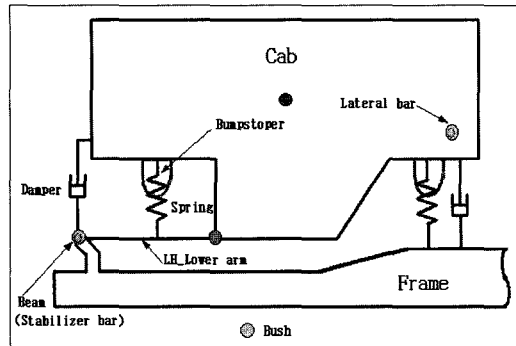 Cab
Lateral bar
Bumpstoper
Damper
Spring
LH_Lower arm
Beam
(Stabilizer bar)
Frame
Bush